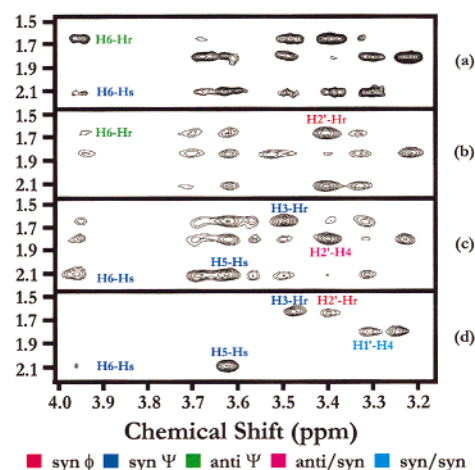 1.5
1.7
1.9
2.1
H6-Hr
H6-Hs
(a)
1.5
1.7
1.9
2.1
H6-Hr
H2'-Hr
(b)
1.5
1.7
1.9
2.1
H3-Hr
H2'-H4
H5-Hs
H6-Hs
(c)
1.5
1.7
1.9
2.1
H3-Hr H2'-Hr
H1'-H4
H5-Hs
H6-Hs
(d)
4.0 3.9 3.8 3.7 3.6 3.5 3.4 3.3 3.2
Chemical Shift (ppm)
syn ϕ syn Ψ anti Ψ anti/syn syn/syn